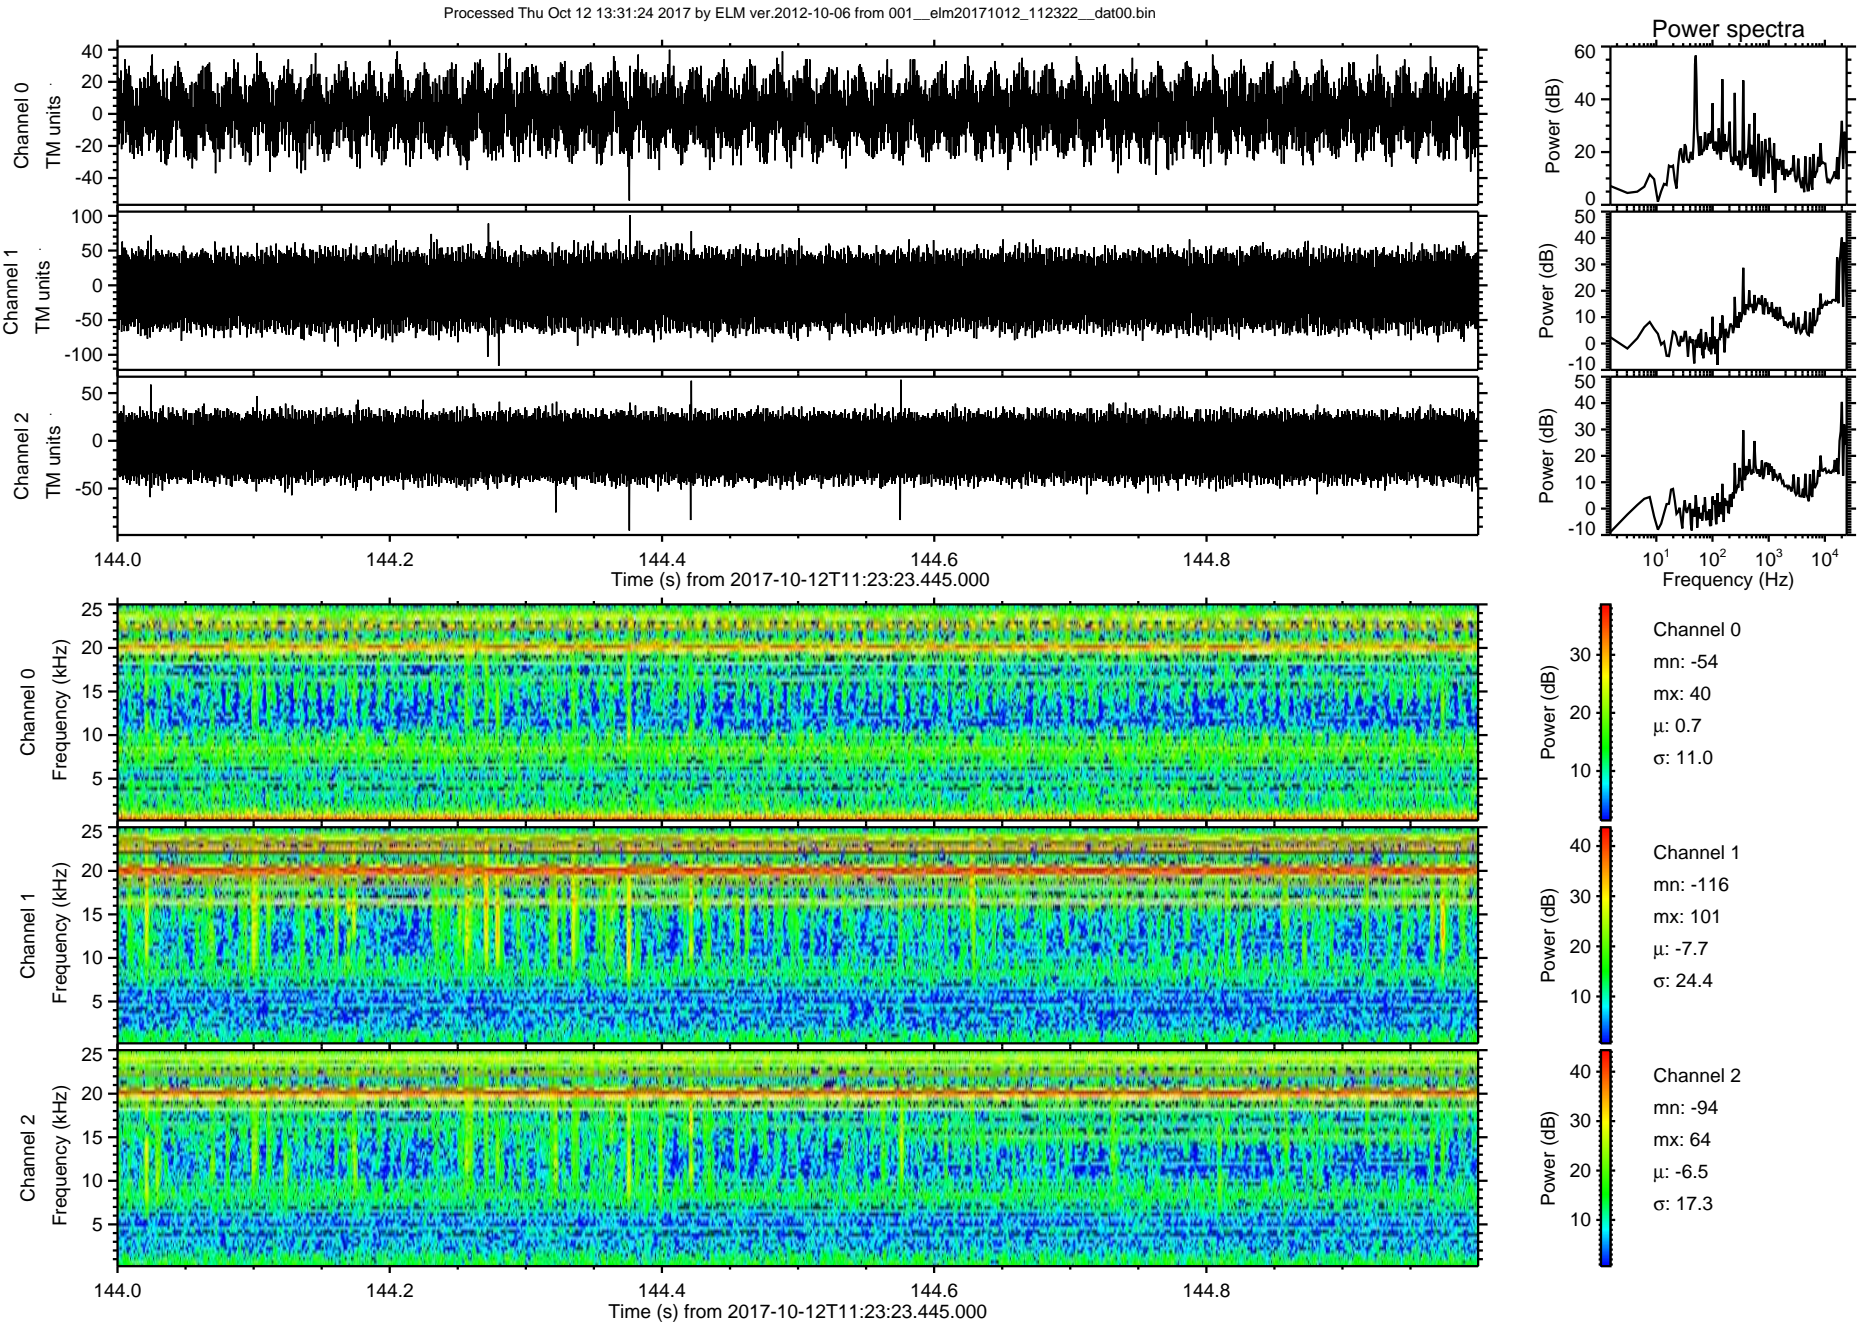 Processed Thu Oct 12 13:31:24 2017 by ELM ver.2012-10-06 from 001__elm20171012_112322__dat00.bin
Power spectra
Channel 0
TM units
40
20
0
-20
-40
Power (dB)
60
40
20
0
Channel 1
TM units
100
50
0
-50
-100
Power (dB)
50
40
30
20
10
0
-10
Channel 2
TM units
50
0
-50
Power (dB)
50
40
30
20
10
0
-10
144.0 144.2 144.4 144.6 144.8
Time (s) from 2017-10-12T11:23:23.445.000
10^1 10^2 10^3 10^4
Frequency (Hz)
Channel 0
Frequency (kHz)
25
20
15
10
5
Power (dB)
30
20
10
Channel 0
mn: -54
mx: 40
μ: 0.7
σ: 11.0
Channel 1
Frequency (kHz)
25
20
15
10
5
Power (dB)
40
30
20
10
Channel 1
mn: -116
mx: 101
μ: -7.7
σ: 24.4
Channel 2
Frequency (kHz)
25
20
15
10
5
Power (dB)
40
30
20
10
Channel 2
mn: -94
mx: 64
μ: -6.5
σ: 17.3
144.0 144.2 144.4 144.6 144.8
Time (s) from 2017-10-12T11:23:23.445.000